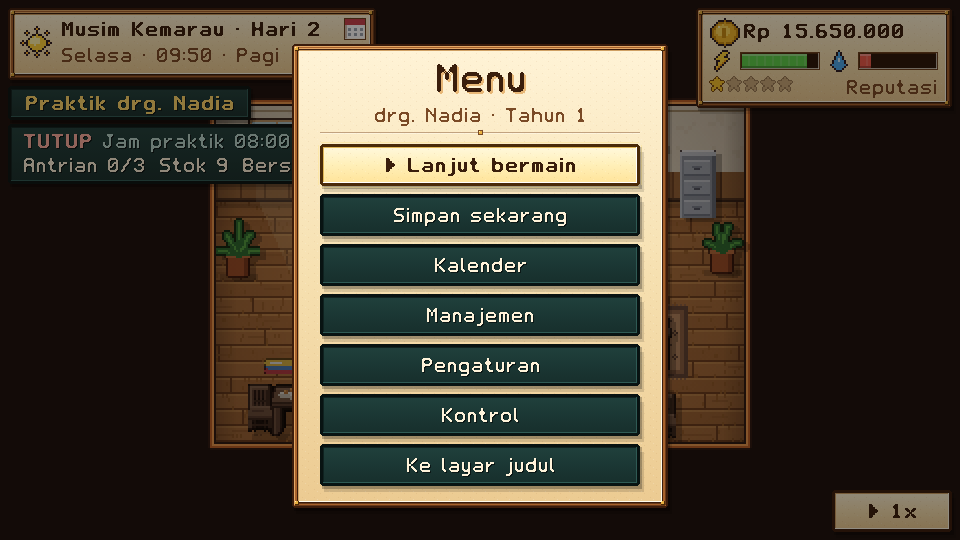 Musim Kemarau · Hari 2
Selasa · 09:50 · Pagi
Rp 15.650.000
Reputasi
Praktik drg. Nadia
TUTUP Jam praktik 08:00
Antrian 0/3 Stok 9 Bers
Menu
drg. Nadia · Tahun 1
Lanjut bermain
Simpan sekarang
Kalender
Manajemen
Pengaturan
Kontrol
Ke layar judul
1x